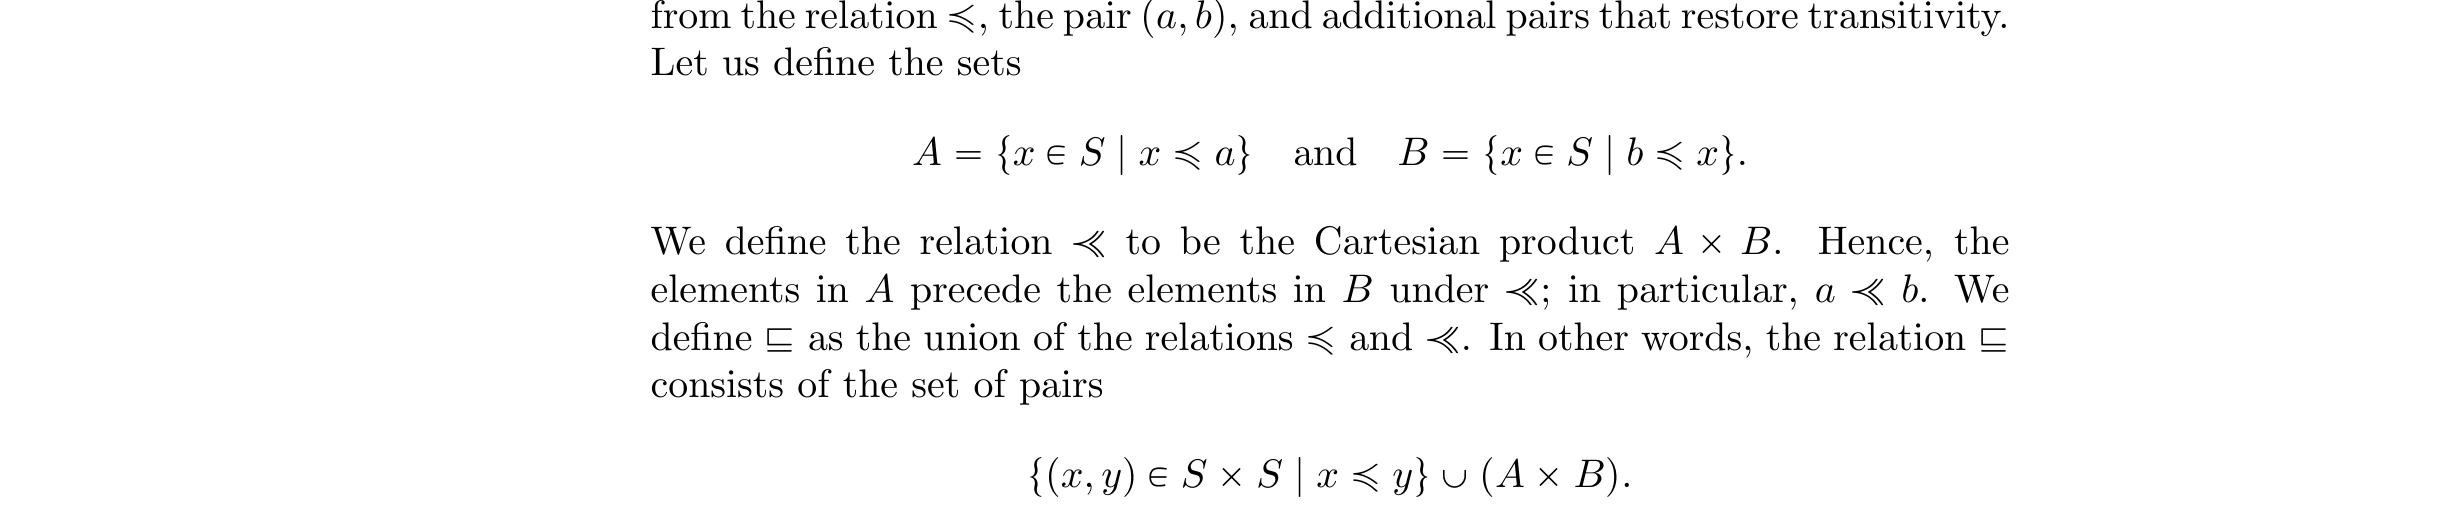 from the relation ≼, the pair (a, b), and additional pairs that restore transitivity.
Let us define the sets
A = {x ∈ S | x ≼ a} and B = {x ∈ S | b ≼ x}.
We define the relation ⪻ to be the Cartesian product A × B. Hence, the
elements in A precede the elements in B under ⪻; in particular, a ⪻ b. We
define ⊑ as the union of the relations ≼ and ⪻. In other words, the relation ⊑
consists of the set of pairs
{(x, y) ∈ S × S | x ≼ y} ∪ (A × B).